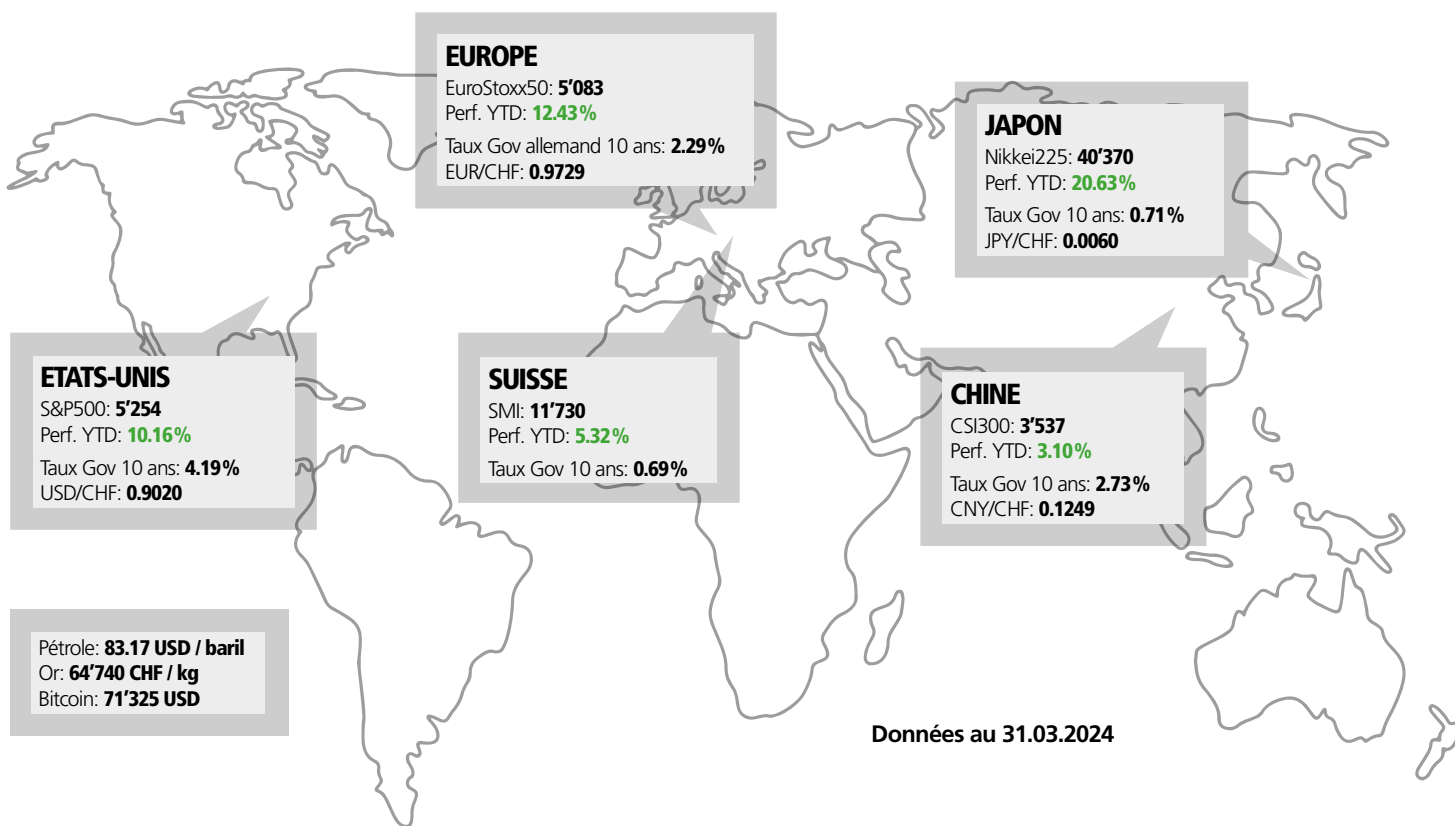 EUROPE
EuroStoxx50: 5’083
Perf. YTD: 12.43%
Taux Gov allemand 10 ans: 2.29%
EUR/CHF: 0.9729
JAPON
Nikkei225: 40’370
Perf. YTD: 20.63%
Taux Gov 10 ans: 0.71%
JPY/CHF: 0.0060
ETATS-UNIS
S&P500: 5’254
Perf. YTD: 10.16%
Taux Gov 10 ans: 4.19%
USD/CHF: 0.9020
SUISSE
SMI: 11’730
Perf. YTD: 5.32%
Taux Gov 10 ans: 0.69%
CHINE
CSI300: 3’537
Perf. YTD: 3.10%
Taux Gov 10 ans: 2.73%
CNY/CHF: 0.1249
Pétrole: 83.17 USD / baril
Or: 64’740 CHF / kg
Bitcoin: 71’325 USD
Données au 31.03.2024